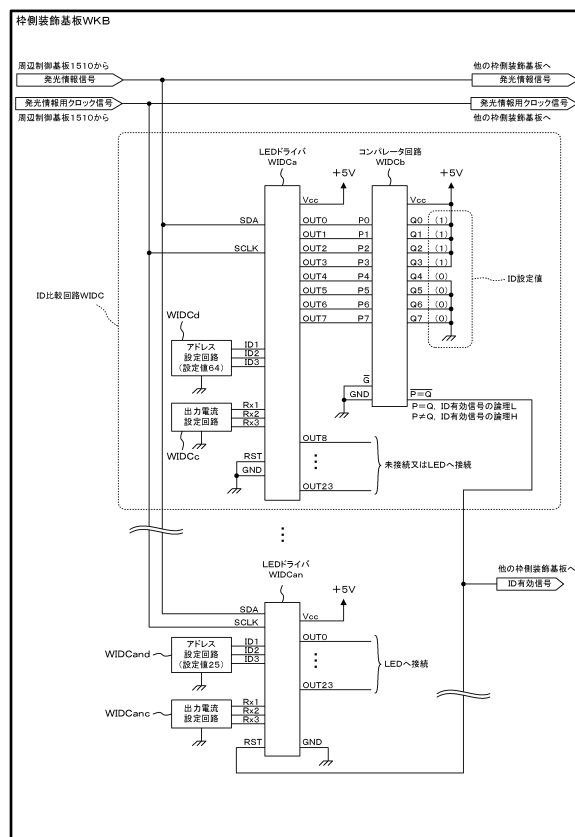 枠側装飾基板WKB
周辺制御基板1510から
他の枠側装飾基板へ
発光情報信号
発光情報信号
発光情報用クロック信号
発光情報用クロック信号
周辺制御基板1510から
他の枠側装飾基板へ
LEDドライバ
WIDCa
コンパレータ回路
WIDCb
+5V
+5V
Vcc
Vcc
SDA
OUT0
P0
Q0
(1)
OUT1
P1
Q1
(1)
SCLK
OUT2
P2
Q2
(1)
OUT3
P3
Q3
(1)
OUT4
P4
Q4
(0)
ID設定値
OUT5
P5
Q5
(0)
ID比較回路WIDC
OUT6
P6
Q6
(0)
WIDCd
OUT7
P7
Q7
(0)
アドレス
設定回路
(設定値64)
ID1
ID2
ID3
G
GND
P=Q
P=Q, ID有効信号の論理L
P≠Q, ID有効信号の論理H
出力電流
設定回路
Rx1
Rx2
Rx3
WIDCc
OUT8
RST
未接続又はLEDへ接続
GND
OUT23
LEDドライバ
WIDCan
他の枠側装飾基板へ
ID有効信号
+5V
SDA
Vcc
SCLK
WIDCand
アドレス
設定回路
(設定値25)
ID1
ID2
ID3
OUT0
LEDへ接続
OUT23
WIDCanc
出力電流
設定回路
Rx1
Rx2
Rx3
RST
GND